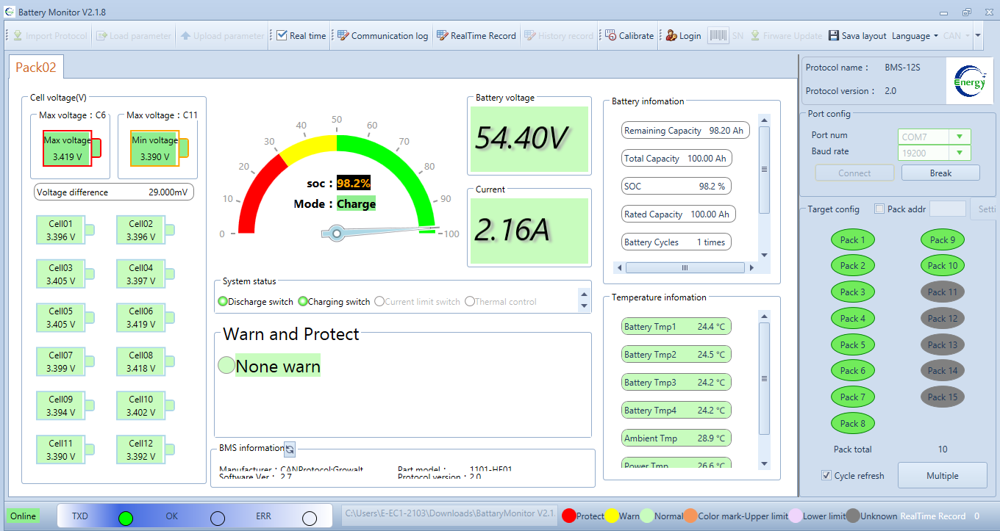 Battery Monitor V2.1.8
Import Protocol Load parameter Upload parameter Real time Communication log RealTime Record History record Calibrate Login SN Firware Update Sava layout Language CAN
Pack02
Cell voltage(V)
Max voltage：C6 Max voltage：C11
Max voltage Min voltage
3.419 V 3.390 V
Voltage difference 29.000mV
Cell01 Cell02
3.396 V 3.396 V
Cell03 Cell04
3.405 V 3.397 V
Cell05 Cell06
3.405 V 3.419 V
Cell07 Cell08
3.399 V 3.418 V
Cell09 Cell10
3.394 V 3.402 V
Cell11 Cell12
3.390 V 3.392 V
0 10 20 30 40 50 60 70 80 90 100
soc：98.2%
Mode：Charge
Battery voltage
54.40V
Current
2.16A
System status
Discharge switch Charging switch Current limit switch Thermal control
Warn and Protect
None warn
BMS information
Manufacturer：CANProtocol:Growalt Part model： 1101-HF01
Software Ver： 2.7 Protocol version：2.0
Battery infomation
Remaining Capacity 98.20 Ah
Total Capacity 100.00 Ah
SOC 98.2 %
Rated Capacity 100.00 Ah
Battery Cycles 1 times
Temperature infomation
Battery Tmp1 24.4 °C
Battery Tmp2 24.5 °C
Battery Tmp3 24.2 °C
Battery Tmp4 24.2 °C
Ambient Tmp 28.9 °C
Power Tmp 26.6 °C
Protocol name： BMS-12S
Protocol version： 2.0
Energy
Port config
Port num COM7
Baud rate 19200
Connect Break
Target config Pack addr Setti
Pack 1 Pack 9
Pack 2 Pack 10
Pack 3 Pack 11
Pack 4 Pack 12
Pack 5 Pack 13
Pack 6 Pack 14
Pack 7 Pack 15
Pack 8
Pack total 10
Cycle refresh Multiple
Online TXD OK ERR C:\Users\E-EC1-2103\Downloads\BattaryMonitor V2.1. Protect Warn Normal Color mark-Upper limit Lower limit Unknown RealTime Record 0